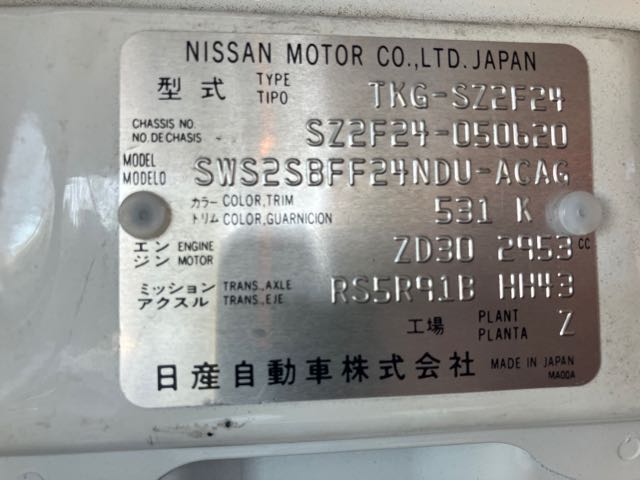 NISSAN MOTOR CO.,LTD. JAPAN
型式 TYPE TIPO TKG-SZ2F24
CHASSIS NO. NO. DE CHASIS SZ2F24-050620
MODEL MODELO SWS2SBFF24NDU-ACAG
カラー COLOR,TRIM トリム COLOR,GUARNICION 531 K
エンジン ENGINE MOTOR ZD30 2953 CC
ミッション アクスル TRANS.,AXLE TRANS.,EJE RS5R91B HH43
工場 PLANT PLANTA Z
日産自動車株式会社 MADE IN JAPAN
MA00A